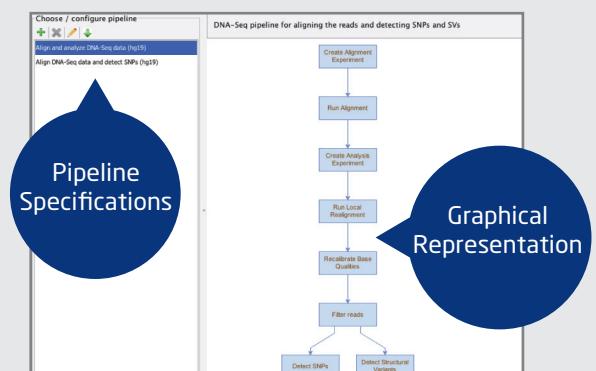 Choose / configure pipeline
DNA-Seq pipeline for aligning the reads and detecting SNPs and SVs
Align and analyze DNA-Seq data (hg19)
Align DNA-Seq data and detect SNPs (hg19)
Pipeline
Specifications
Create Alignment
Experiment
Run Alignment
Create Analysis
Experiment
Run Local
Realignment
Recalibrate Base
Qualities
Filter reads
Detect SNPs
Detect Structural
Variants
Graphical
Representation